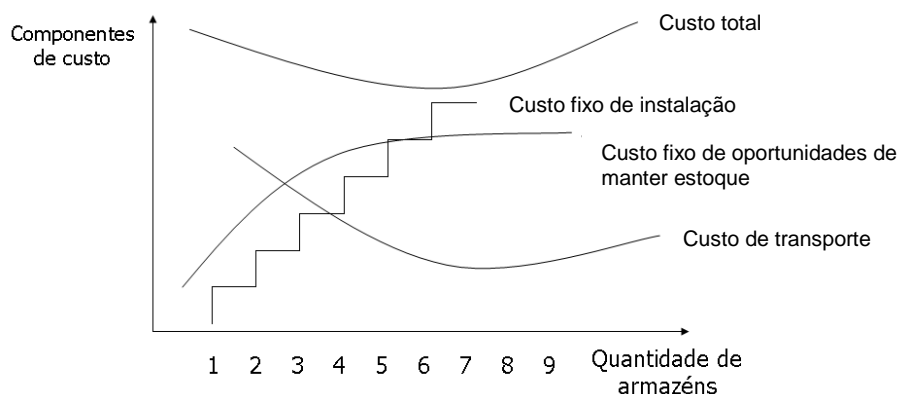 Componentes
de custo
Custo total
Custo fixo de instalação
Custo fixo de oportunidades de
manter estoque
Custo de transporte
1 2 3 4 5 6 7 8 9
Quantidade de
armazéns